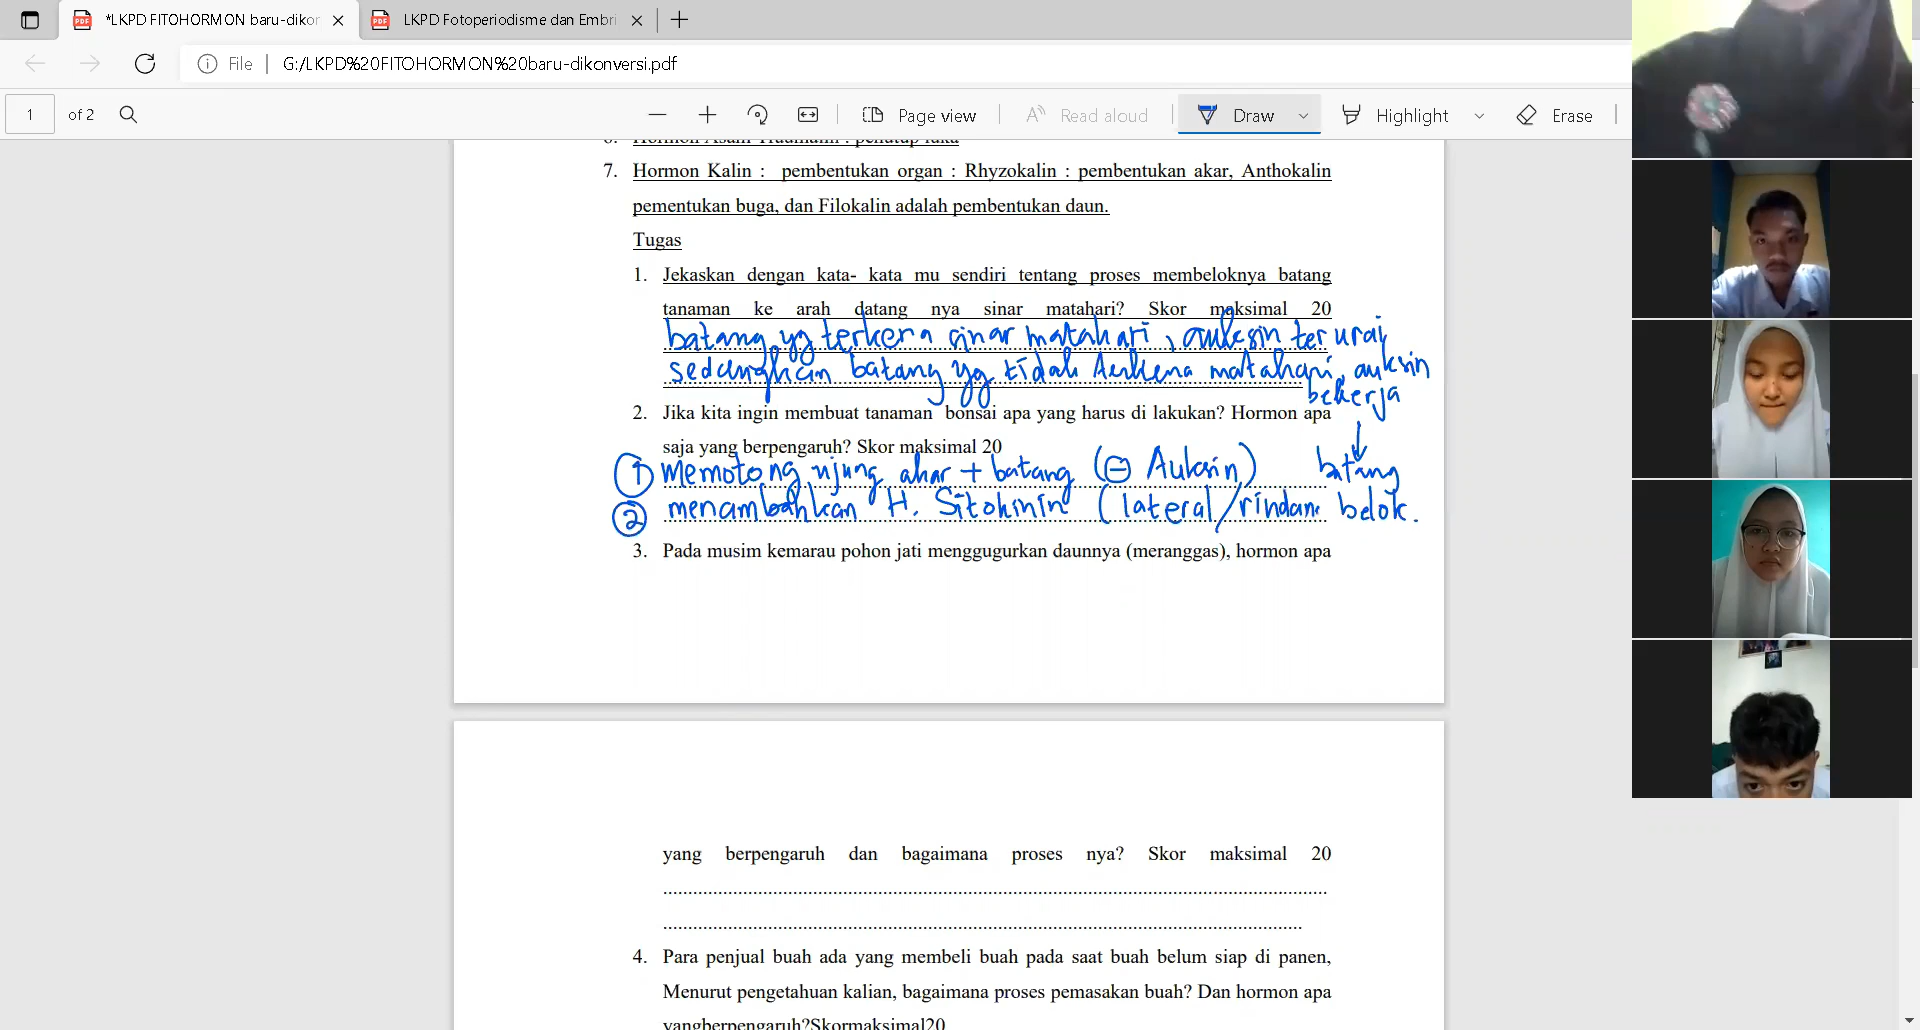 *LKPD FITOHORMON baru-dikon
LKPD Fotoperiodisme dan Embri
File
G:/LKPD%20FITOHORMON%20baru-dikonversi.pdf
1 of 2
Page view
Read aloud
Draw
Highlight
Erase
6. Hormon Asam Traumalin : penutup luka
7. Hormon Kalin : pembentukan organ : Rhyzokalin : pembentukan akar, Anthokalin
pementukan buga, dan Filokalin adalah pembentukan daun.
Tugas
1. Jekaskan dengan kata- kata mu sendiri tentang proses membeloknya batang
tanaman ke arah datang nya sinar matahari? Skor maksimal 20
batang yg terkena sinar matahari, auksin terurai
sedangkan batang yg tidak terkena matahari, auksin
bekerja
2. Jika kita ingin membuat tanaman bonsai apa yang harus di lakukan? Hormon apa
saja yang berpengaruh? Skor maksimal 20
① memotong ujung akar + batang (⊖ Auksin) batang
② menambahkan H. Sitokinin (lateral/rindan belok.
3. Pada musim kemarau pohon jati menggugurkan daunnya (meranggas), hormon apa
yang berpengaruh dan bagaimana proses nya? Skor maksimal 20
4. Para penjual buah ada yang membeli buah pada saat buah belum siap di panen,
Menurut pengetahuan kalian, bagaimana proses pemasakan buah? Dan hormon apa
yangberpengaruh?Skormaksimal20